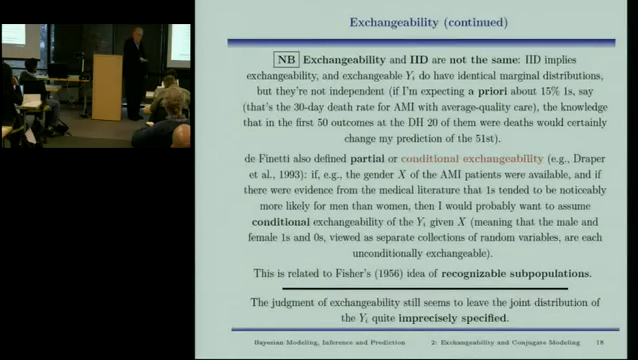 Exchangeability (continued)
NB Exchangeability and IID are not the same: IID implies
exchangeability, and exchangeable Yi do have identical marginal distributions,
but they're not independent (if I'm expecting a priori about 15% 1s, say
(that's the 30-day death rate for AMI with average-quality care), the knowledge
that in the first 50 outcomes at the DH 20 of them were deaths would certainly
change my prediction of the 51st).
de Finetti also defined partial or conditional exchangeability (e.g., Draper
et al., 1993): if, e.g., the gender X of the AMI patients were available, and if
there were evidence from the medical literature that 1s tended to be noticeably
more likely for men than women, then I would probably want to assume
conditional exchangeability of the Yi given X (meaning that the male and
female 1s and 0s, viewed as separate collections of random variables, are each
unconditionally exchangeable).
This is related to Fisher's (1956) idea of recognizable subpopulations.
The judgment of exchangeability still seems to leave the joint distribution of
the Yi quite imprecisely specified.
Bayesian Modeling, Inference and Prediction 2: Exchangeability and Conjugate Modeling 18